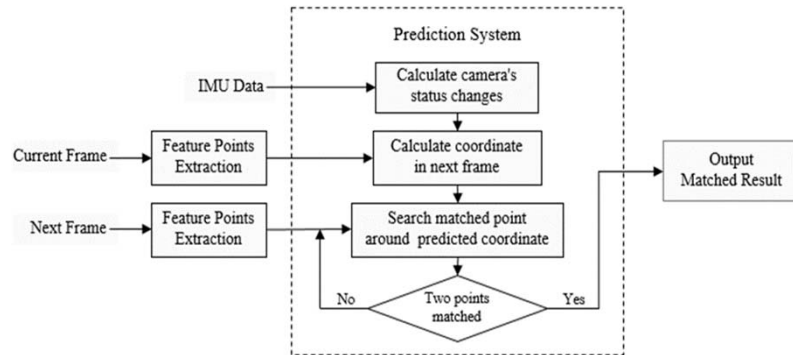 Prediction System
IMU Data
Calculate camera's
status changes
Current Frame
Feature Points
Extraction
Calculate coordinate
in next frame
Output
Matched Result
Next Frame
Feature Points
Extraction
Search matched point
around predicted coordinate
No
Two points
matched
Yes